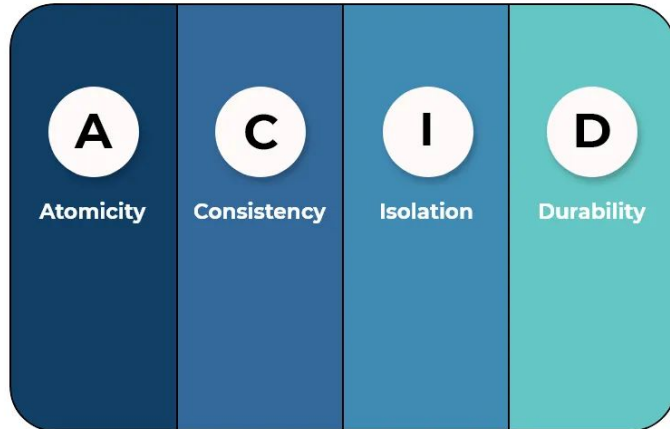 A
C
I
D
Atomicity
Consistency
Isolation
Durability